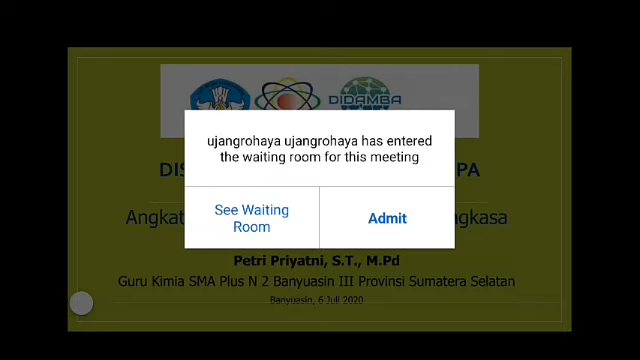 DIDAMBA
ujangrohaya ujangrohaya has entered
the waiting room for this meeting
DIS PA
See Waiting
Room
Admit
Angkat ngkasa
Petri Priyatni, S.T., M.Pd
Guru Kimia SMA Plus N 2 Banyuasin III Provinsi Sumatera Selatan
Banyuasin, 6 Juli 2020